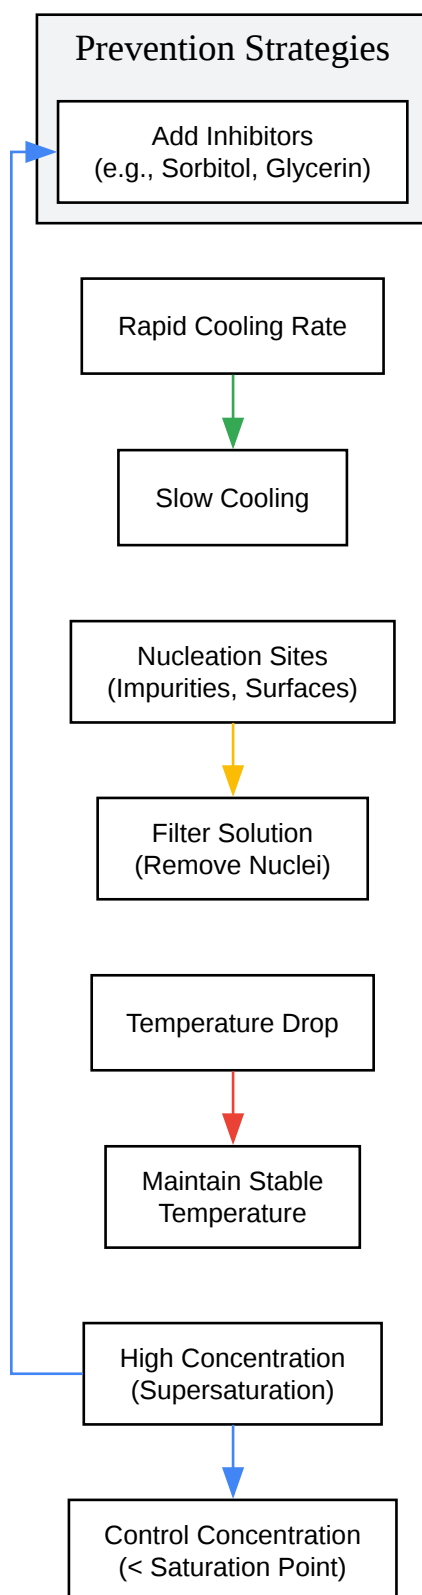 Prevention Strategies
Add Inhibitors
(e.g., Sorbitol, Glycerin)
Rapid Cooling Rate
Slow Cooling
Nucleation Sites
(Impurities, Surfaces)
Filter Solution
(Remove Nuclei)
Temperature Drop
Maintain Stable
Temperature
High Concentration
(Supersaturation)
Control Concentration
(< Saturation Point)